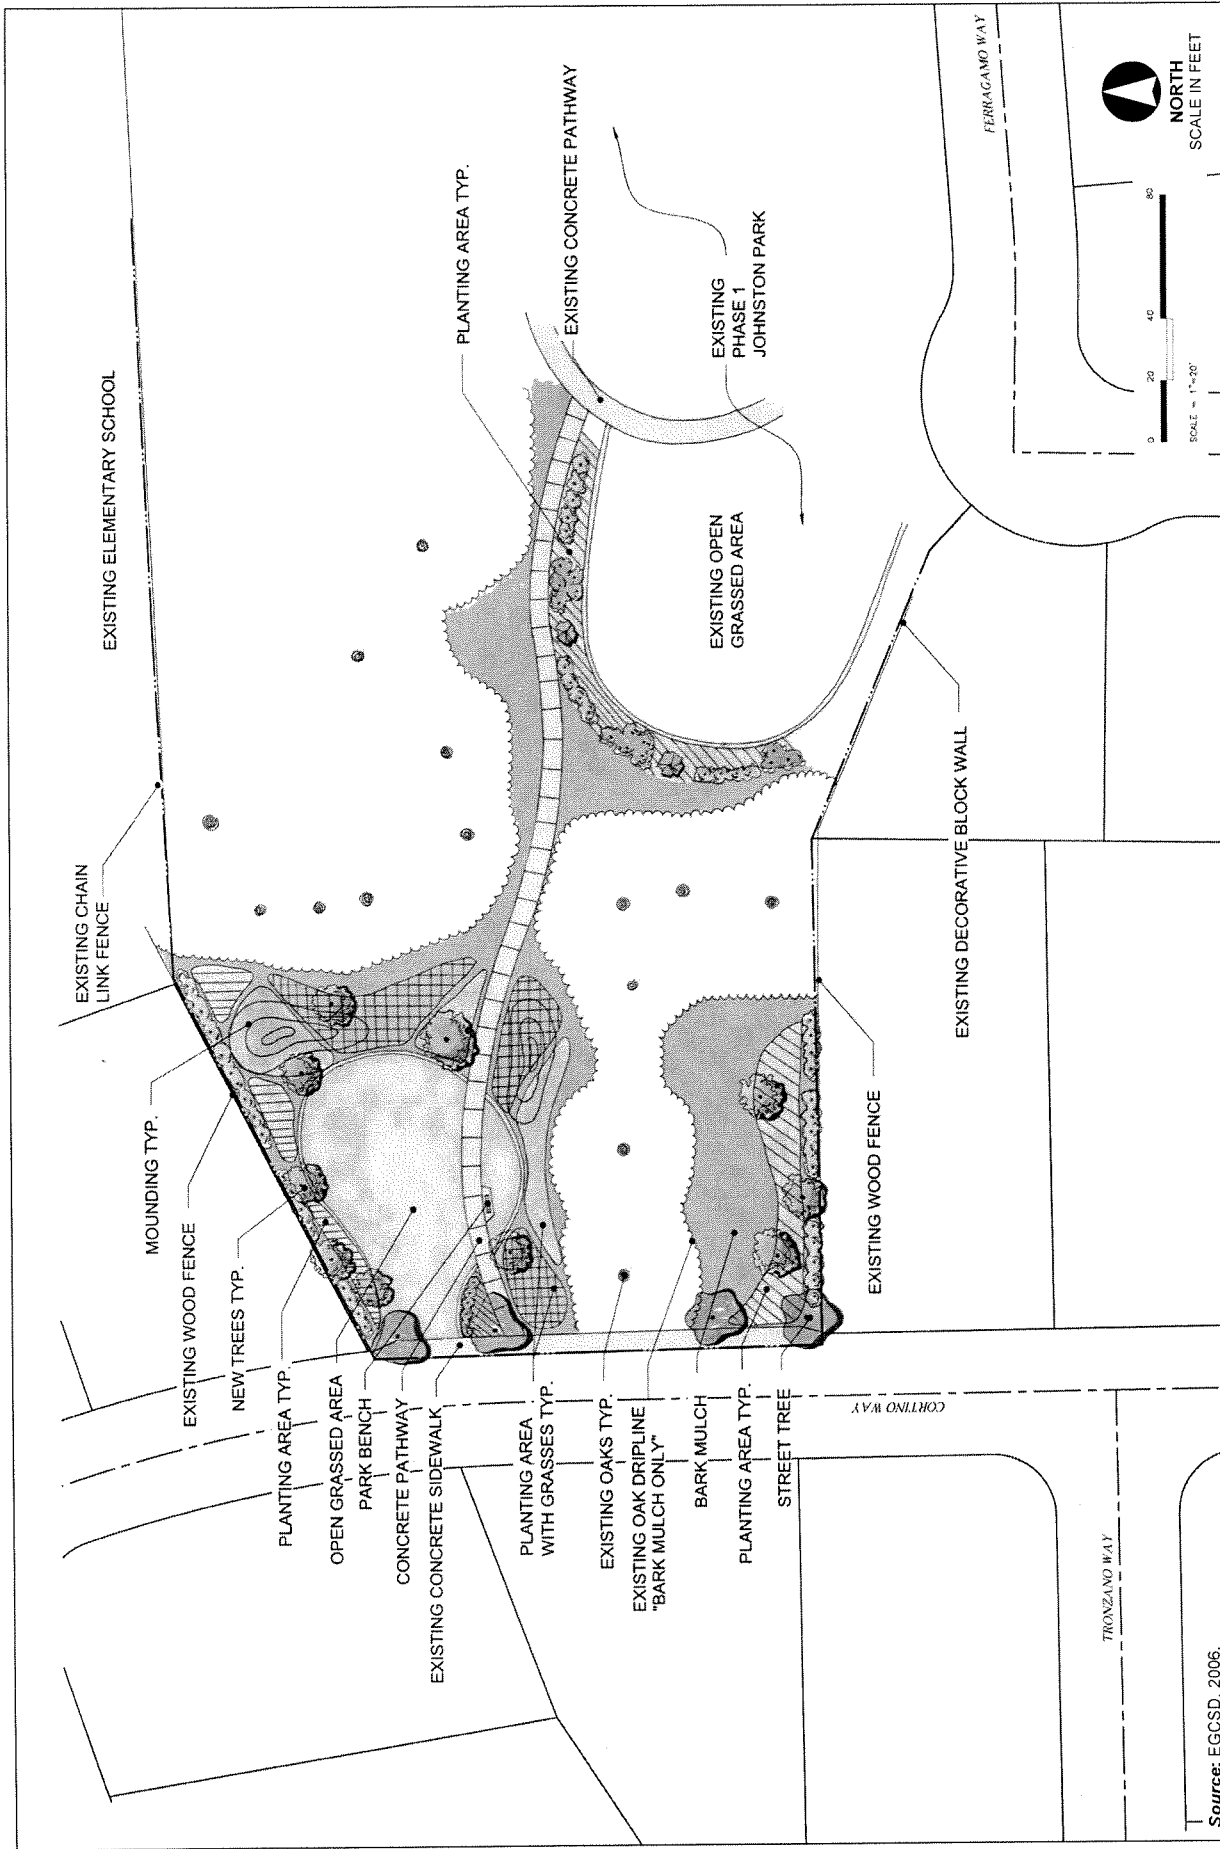 EXISTING ELEMENTARY SCHOOL
EXISTING CHAIN
LINK FENCE
MOUNDING TYP.
EXISTING WOOD FENCE
NEW TREES TYP.
PLANTING AREA TYP.
OPEN GRASSED AREA
PARK BENCH
CONCRETE PATHWAY
EXISTING CONCRETE SIDEWALK
PLANTING AREA
WITH GRASSES TYP.
EXISTING OAKS TYP.
EXISTING OAK DRIPLINE
"BARK MULCH ONLY"
BARK MULCH
PLANTING AREA TYP.
STREET TREE
CORTINO WAY
TRONZANO WAY
PLANTING AREA TYP.
EXISTING CONCRETE PATHWAY
EXISTING
PHASE 1
JOHNSTON PARK
EXISTING OPEN
GRASSED AREA
EXISTING DECORATIVE BLOCK WALL
EXISTING WOOD FENCE
FERRAGAMO WAY
NORTH
SCALE IN FEET
0 20 40 80
SCALE = 1"=20'
Source: EGCSD, 2006.